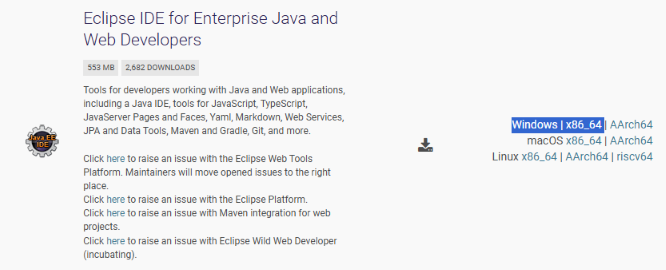 Eclipse IDE for Enterprise Java and
Web Developers
553 MB 2,682 DOWNLOADS
Tools for developers working with Java and Web applications,
including a Java IDE, tools for JavaScript, TypeScript,
JavaServer Pages and Faces, Yaml, Markdown, Web Services,
JPA and Data Tools, Maven and Gradle, Git, and more.
Java EE
IDE
Click here to raise an issue with the Eclipse Web Tools
Platform. Maintainers will move opened issues to the right
place.
Click here to raise an issue with the Eclipse Platform.
Click here to raise an issue with Maven integration for web
projects.
Click here to raise an issue with Eclipse Wild Web Developer
(incubating).
Windows | x86_64 | AArch64
macOS x86_64 | AArch64
Linux x86_64 | AArch64 | riscv64